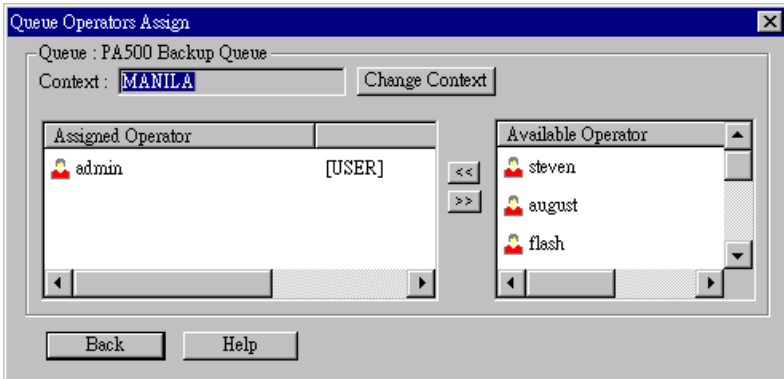 Queue Operators Assign
Queue : PA500 Backup Queue
Context : MANILA Change Context
Assigned Operator Available Operator
admin [USER] << steven
>> august
flash
Back Help